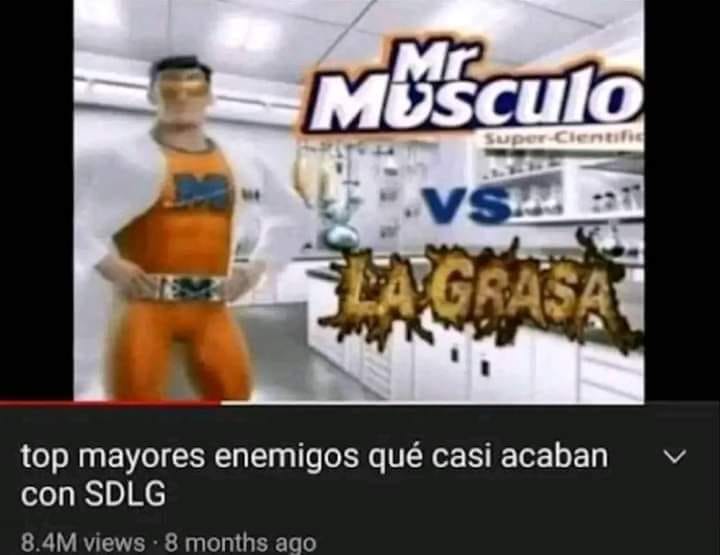 Mr
Músculo
Super-Cientific
VS
LA GRASA
top mayores enemigos qué casi acaban
con SDLG
8.4M views · 8 months ago